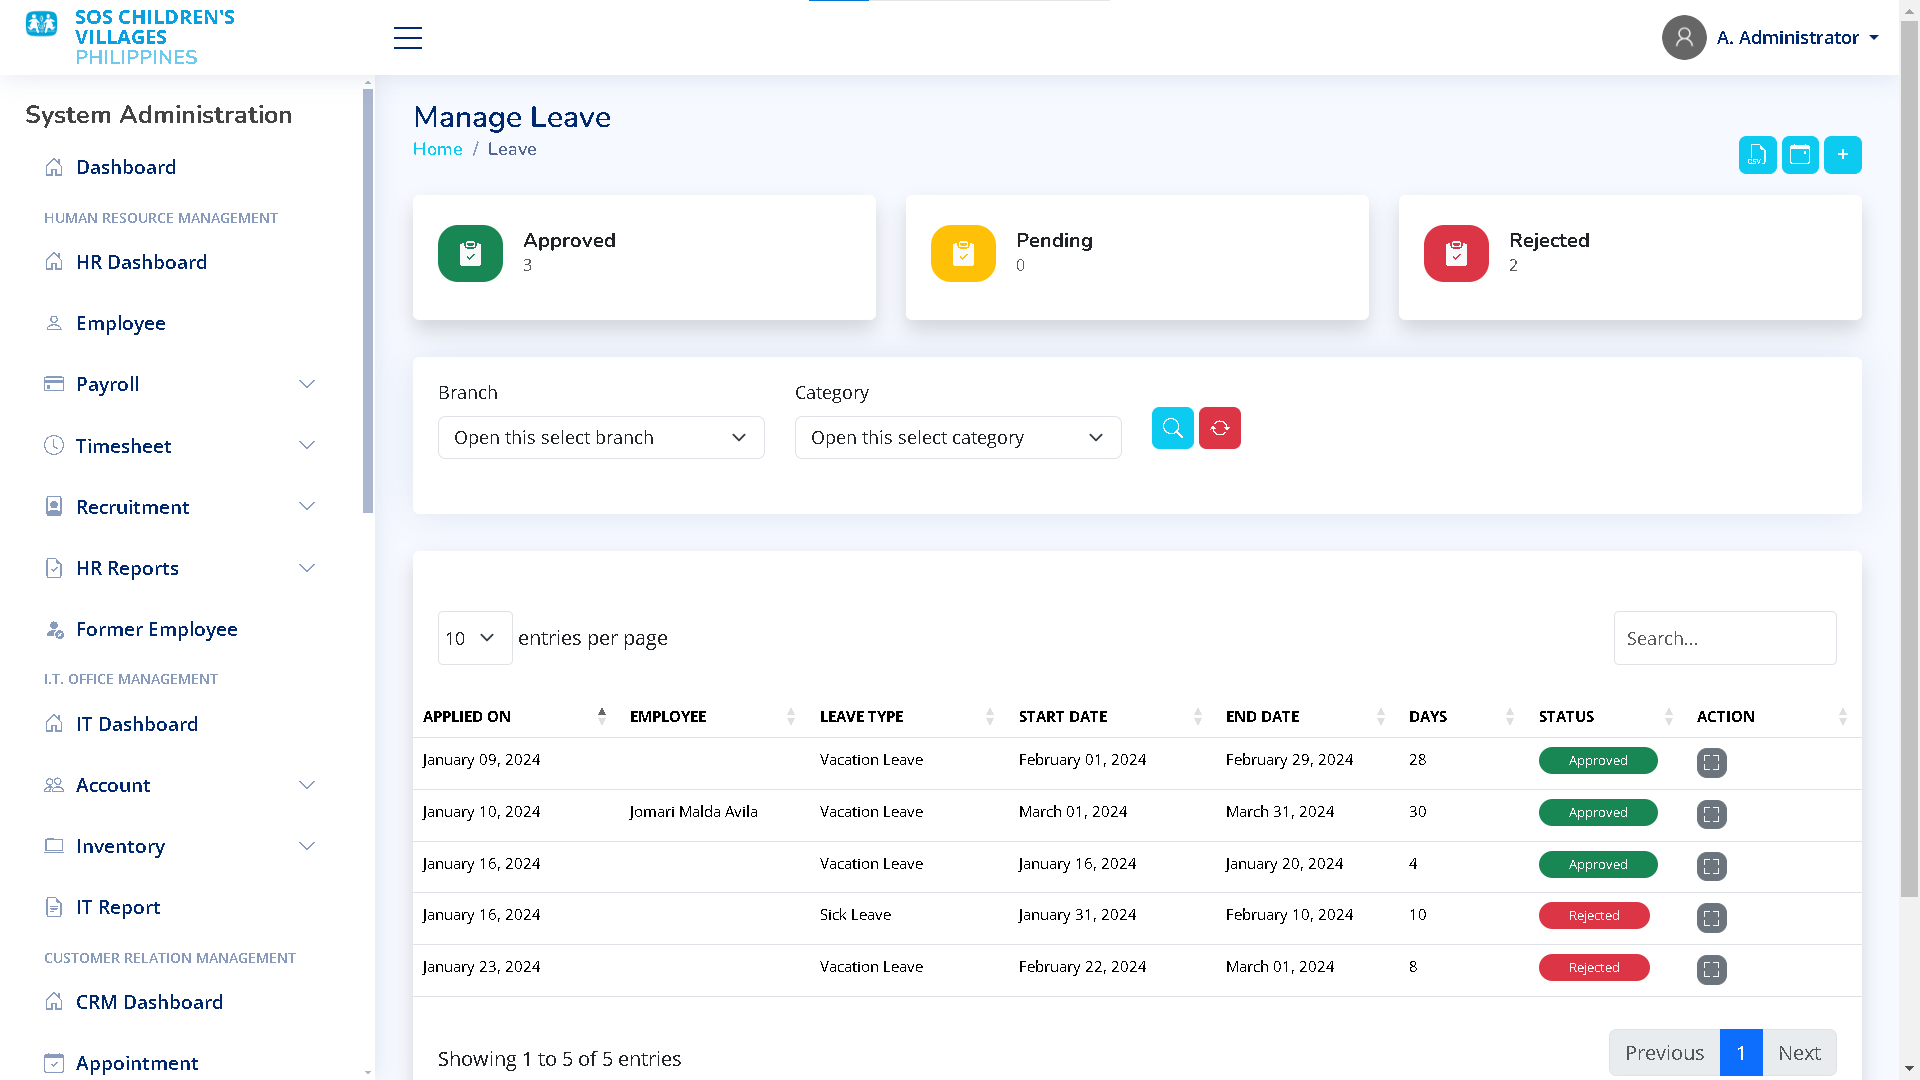 SOS CHILDREN'S
VILLAGES
PHILIPPINES
A. Administrator
System Administration
Dashboard
HUMAN RESOURCE MANAGEMENT
HR Dashboard
Employee
Payroll
Timesheet
Recruitment
HR Reports
Former Employee
I.T. OFFICE MANAGEMENT
IT Dashboard
Account
Inventory
IT Report
CUSTOMER RELATION MANAGEMENT
CRM Dashboard
Appointment
Manage Leave
Home / Leave
CSV
+
Approved
3
Pending
0
Rejected
2
Branch
Open this select branch
Category
Open this select category
10 entries per page
Search...
APPLIED ON EMPLOYEE LEAVE TYPE START DATE END DATE DAYS STATUS ACTION
January 09, 2024 Vacation Leave February 01, 2024 February 29, 2024 28 Approved
January 10, 2024 Jomari Malda Avila Vacation Leave March 01, 2024 March 31, 2024 30 Approved
January 16, 2024 Vacation Leave January 16, 2024 January 20, 2024 4 Approved
January 16, 2024 Sick Leave January 31, 2024 February 10, 2024 10 Rejected
January 23, 2024 Vacation Leave February 22, 2024 March 01, 2024 8 Rejected
Showing 1 to 5 of 5 entries
Previous 1 Next